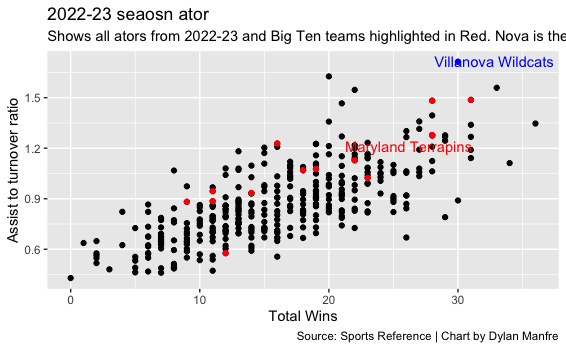 2022-23 seaosn ator
Shows all ators from 2022-23 and Big Ten teams highlighted in Red. Nova is the
Villanova Wildcats
1.5
Maryland Terrapins
1.2
0.9
0.6
Assist to turnover ratio
0 10 20 30
Total Wins
Source: Sports Reference | Chart by Dylan Manfre